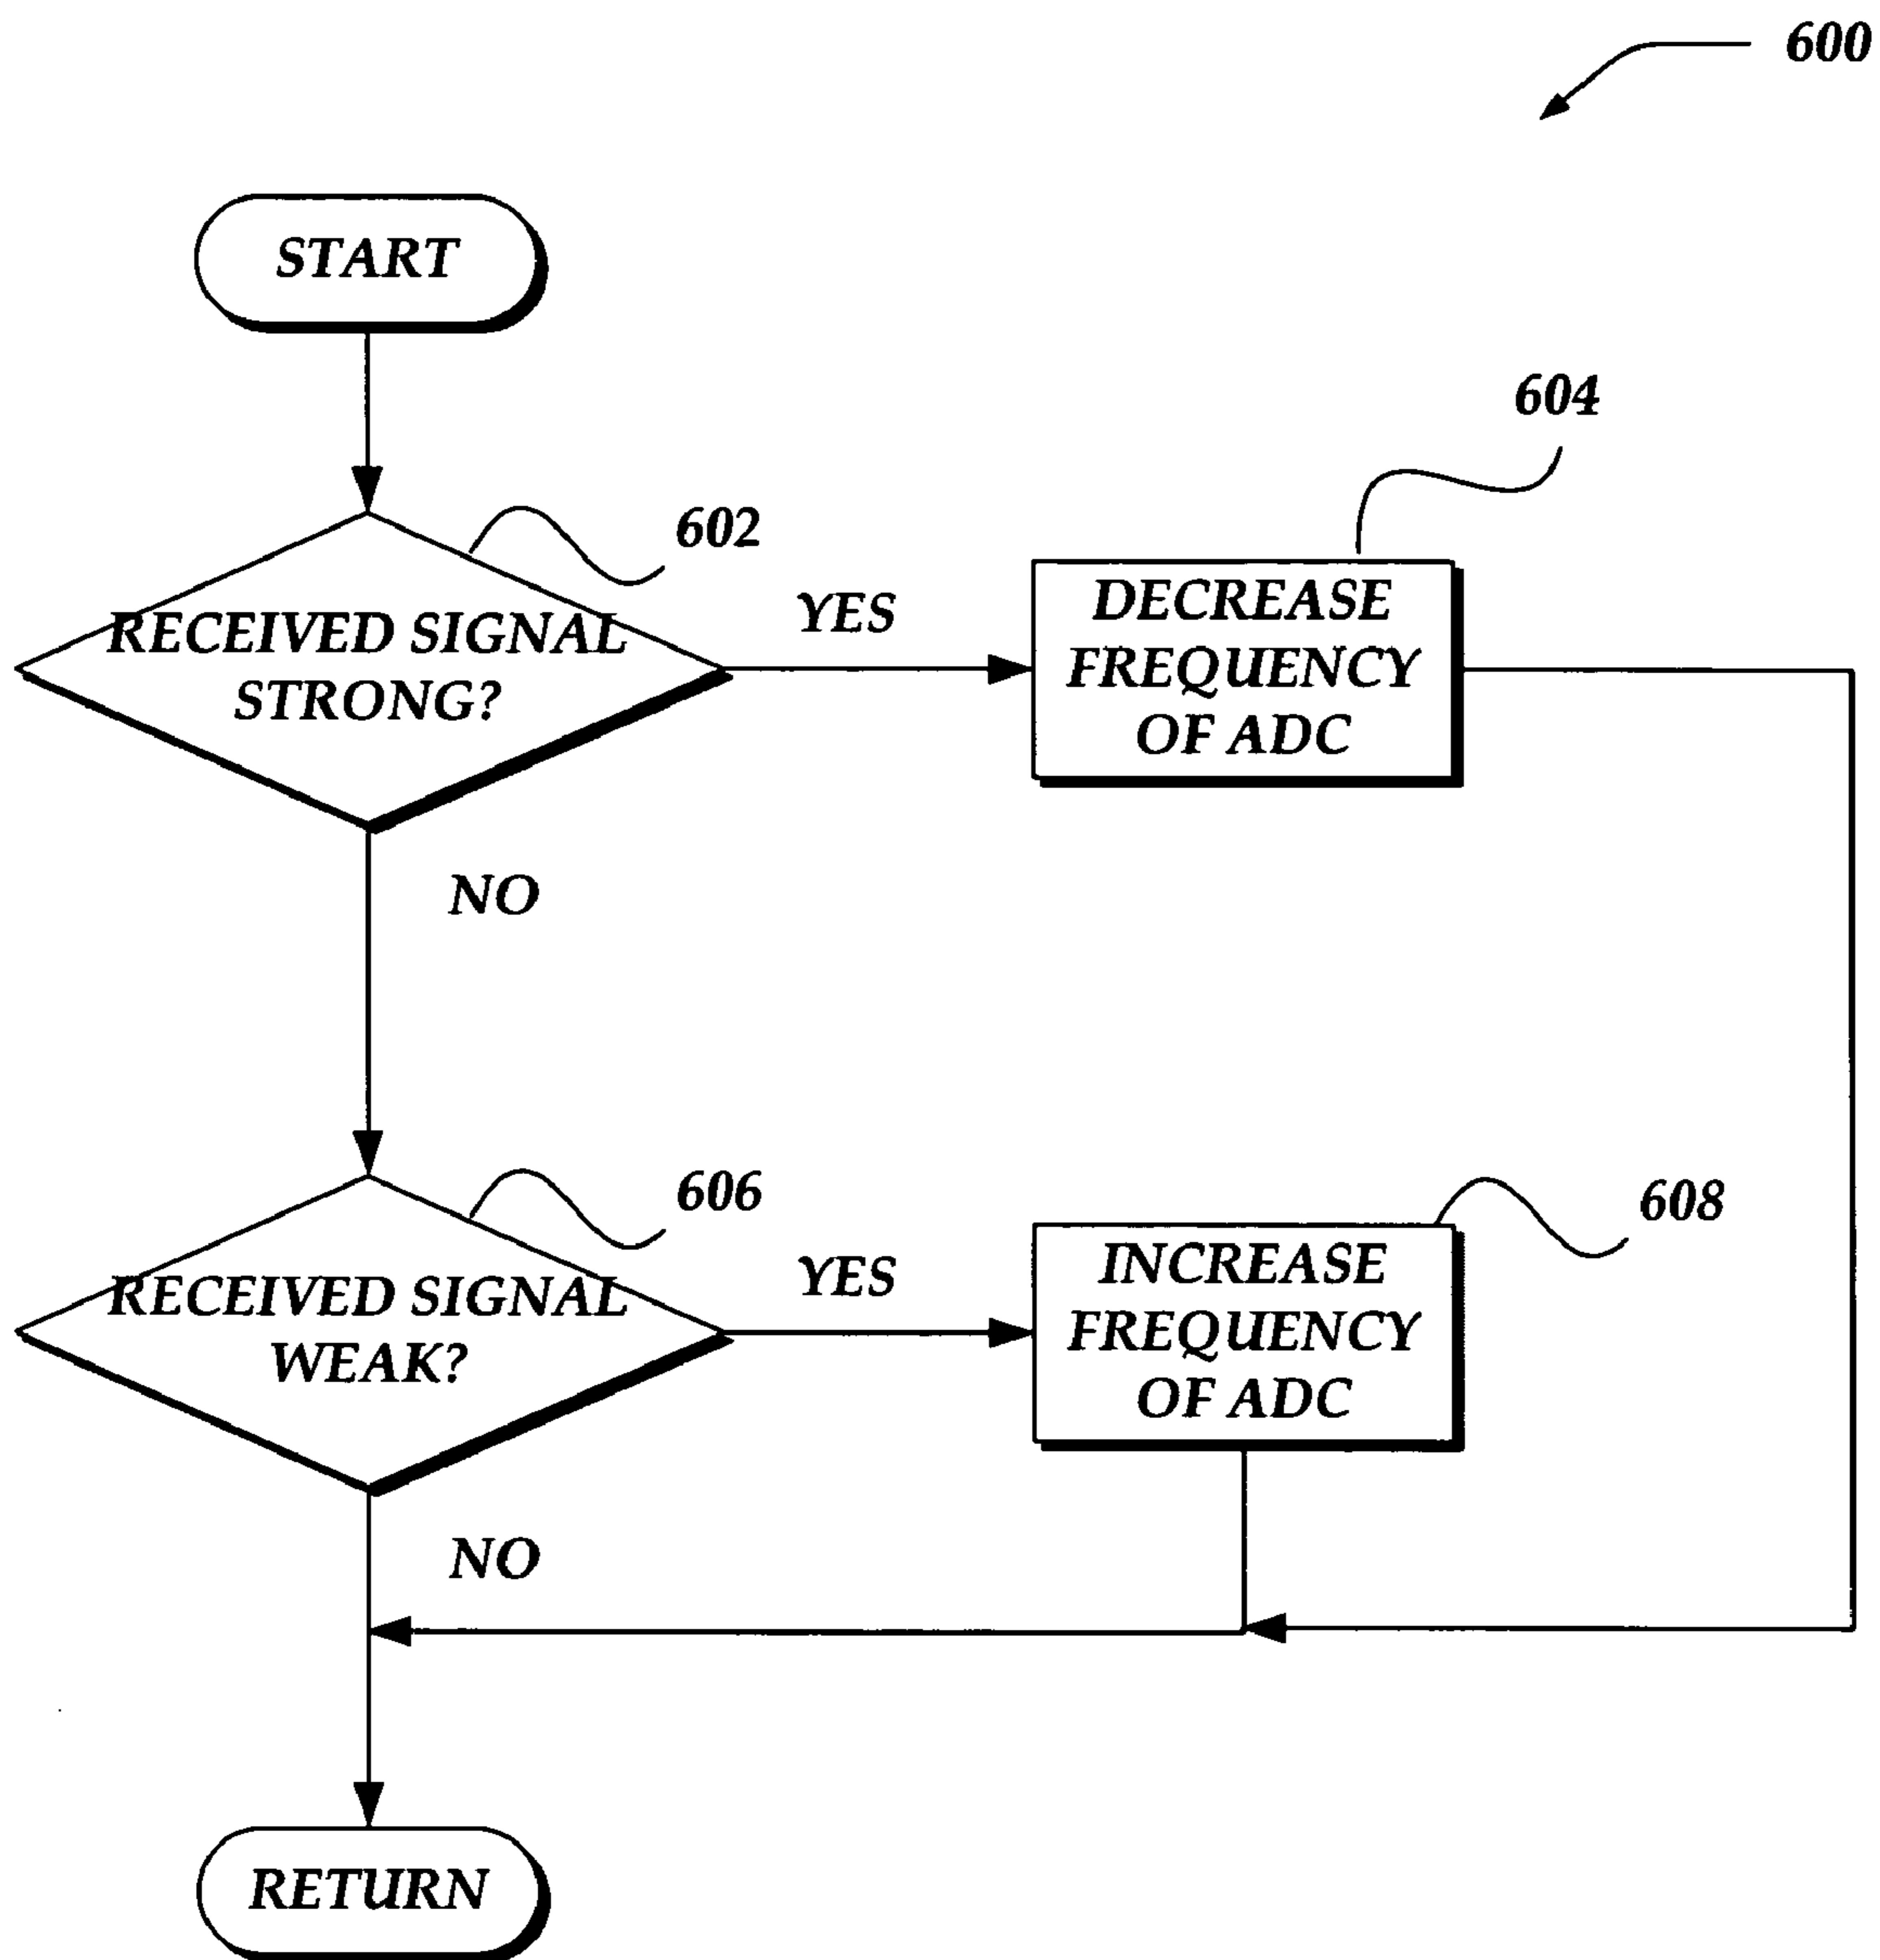 600
START
604
602
RECEIVED SIGNAL
STRONG?
YES
DECREASE
FREQUENCY
OF ADC
NO
606
608
RECEIVED SIGNAL
WEAK?
YES
INCREASE
FREQUENCY
OF ADC
NO
RETURN